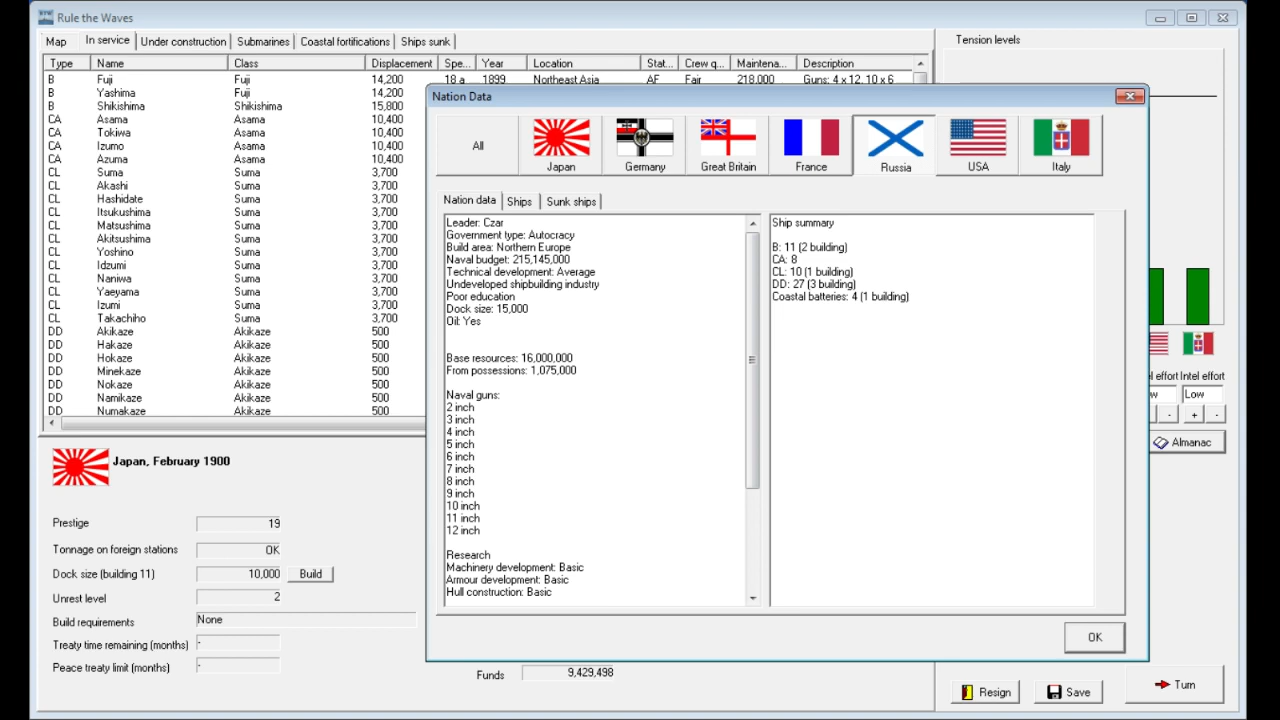 Rule the Waves
Map In service Under construction Submarines Coastal fortifications Ships sunk
Tension levels
Type Name Class Displacement Spe... Year Location Stat... Crew q... Maintena... Description
B Fuji Fuji 14,200 18 a 1899 Northeast Asia AF Fair 218,000 Guns: 4 x 12, 10 x 6
B Yashima Fuji 14,200
B Shikishima Shikishima 15,800
CA Asama Asama 10,400
CA Tokiwa Asama 10,400
CA Izumo Asama 10,400
CA Azuma Asama 10,400
CL Suma Suma 3,700
CL Akashi Suma 3,700
CL Hashidate Suma 3,700
CL Itsukushima Suma 3,700
CL Matsushima Suma 3,700
CL Akitsushima Suma 3,700
CL Yoshino Suma 3,700
CL Idzumi Suma 3,700
CL Naniwa Suma 3,700
CL Yaeyama Suma 3,700
CL Izumi Suma 3,700
CL Takachiho Suma 3,700
DD Akikaze Akikaze 500
DD Hakaze Akikaze 500
DD Hokaze Akikaze 500
DD Minekaze Akikaze 500
DD Nokaze Akikaze 500
DD Namikaze Akikaze 500
DD Numakaze Akikaze 500
Nation Data
All Japan Germany Great Britain France Russia USA Italy
Nation data Ships Sunk ships
Leader: Czar
Government type: Autocracy
Build area: Northern Europe
Naval budget: 215,145,000
Technical development: Average
Undeveloped shipbuilding industry
Poor education
Dock size: 15,000
Oil: Yes
Base resources: 16,000,000
From possessions: 1,075,000
Naval guns:
2 inch
3 inch
4 inch
5 inch
6 inch
7 inch
8 inch
9 inch
10 inch
11 inch
12 inch
Research
Machinery development: Basic
Armour development: Basic
Hull construction: Basic
Ship summary
B: 11 (2 building)
CA: 8
CL: 10 (1 building)
DD: 27 (3 building)
Coastal batteries: 4 (1 building)
OK
l effort Intel effort
w Low
- + -
Almanac
Japan, February 1900
Prestige 19
Tonnage on foreign stations OK
Dock size (building 11) 10,000 Build
Unrest level 2
Build requirements None
Treaty time remaining (months) -
Peace treaty limit (months) -
Funds 9,429,498
Resign Save Turn